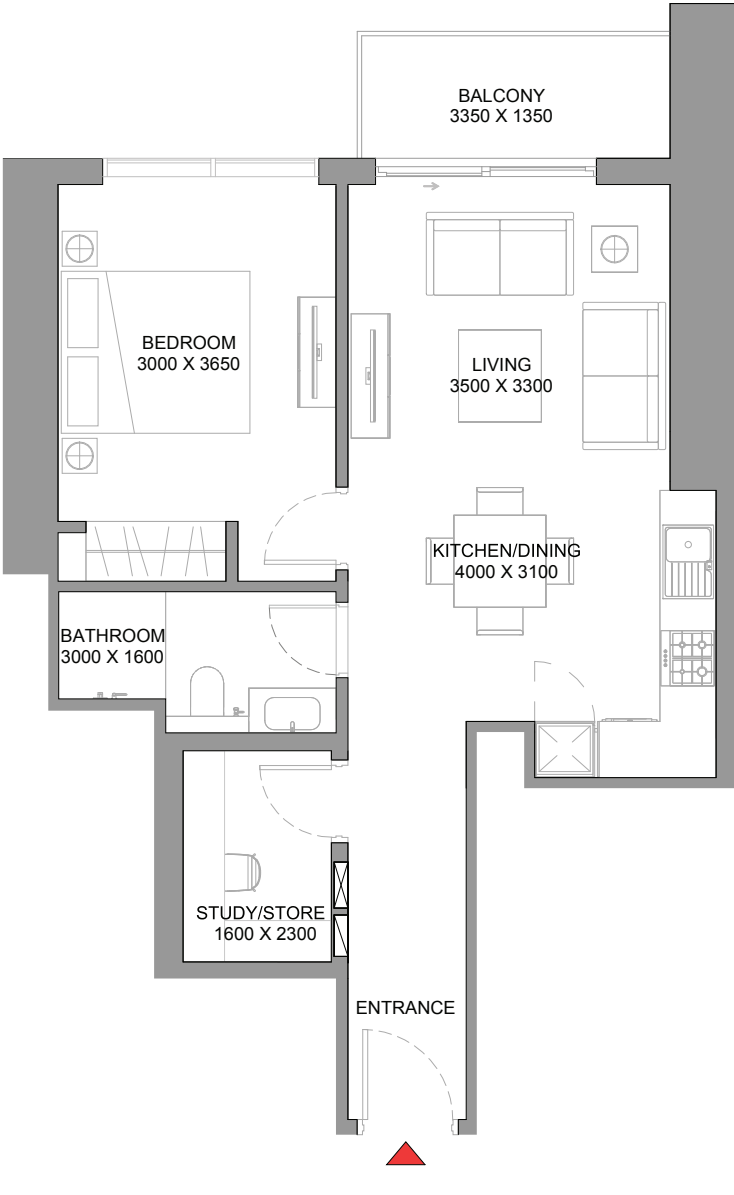 BALCONY
3350 X 1350
BEDROOM
3000 X 3650
LIVING
3500 X 3300
KITCHEN/DINING
4000 X 3100
BATHROOM
3000 X 1600
STUDY/STORE
1600 X 2300
ENTRANCE